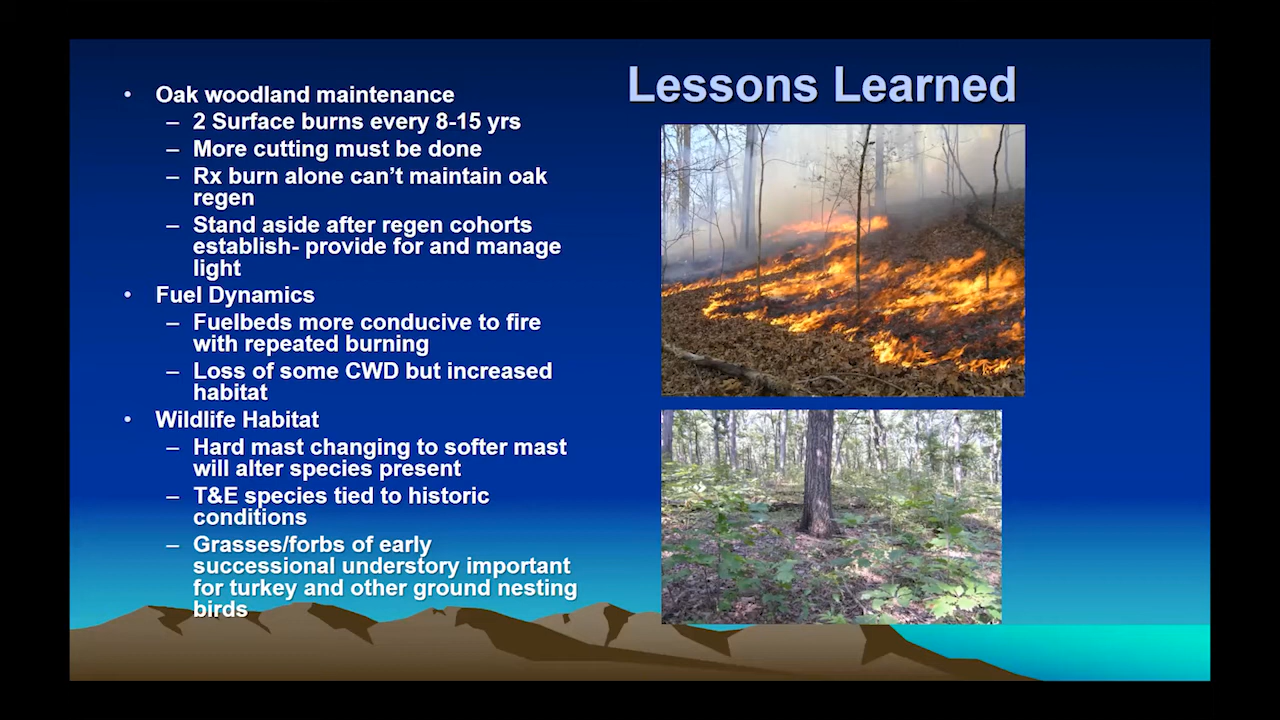 Lessons Learned
• Oak woodland maintenance
– 2 Surface burns every 8-15 yrs
– More cutting must be done
– Rx burn alone can’t maintain oak
regen
– Stand aside after regen cohorts
establish- provide for and manage
light
• Fuel Dynamics
– Fuelbeds more conducive to fire
with repeated burning
– Loss of some CWD but increased
habitat
• Wildlife Habitat
– Hard mast changing to softer mast
will alter species present
– T&E species tied to historic
conditions
– Grasses/forbs of early
successional understory important
for turkey and other ground nesting
birds